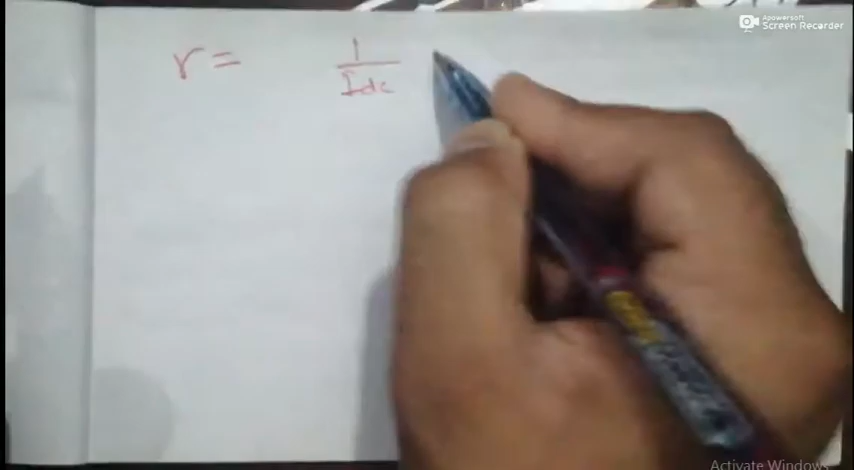 Apowersoft
Screen Recorder
r = 1/Idc
Activate Windows